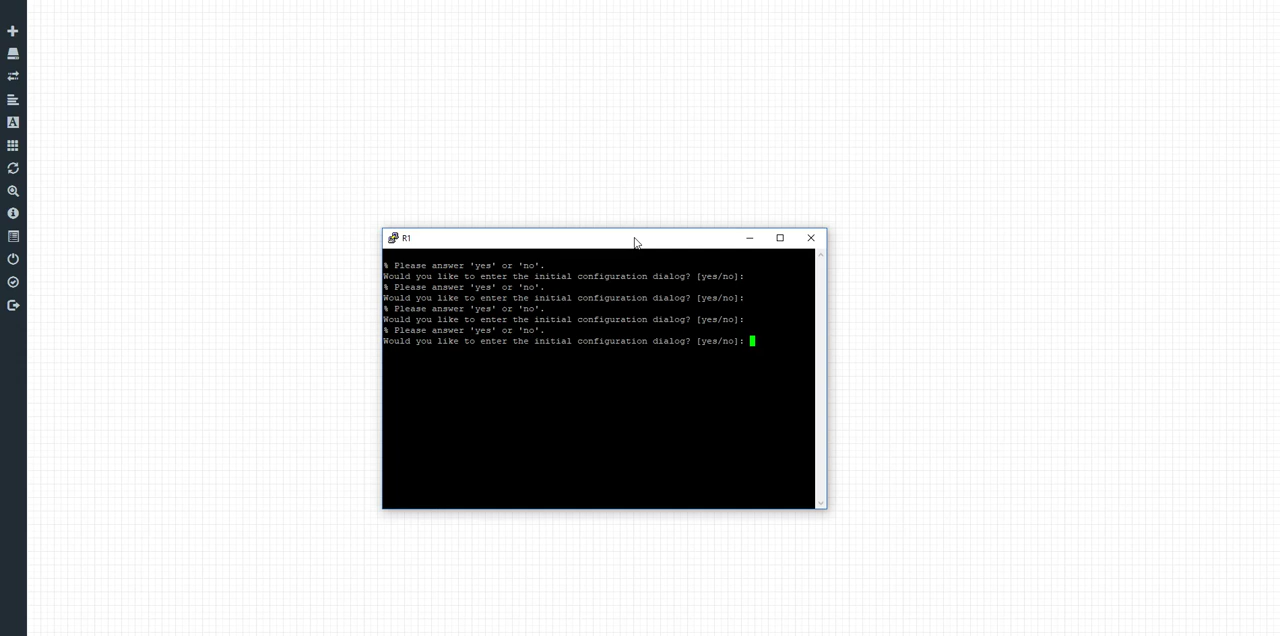 R1
% Please answer 'yes' or 'no'.
Would you like to enter the initial configuration dialog? [yes/no]:
% Please answer 'yes' or 'no'.
Would you like to enter the initial configuration dialog? [yes/no]:
% Please answer 'yes' or 'no'.
Would you like to enter the initial configuration dialog? [yes/no]:
% Please answer 'yes' or 'no'.
Would you like to enter the initial configuration dialog? [yes/no]: